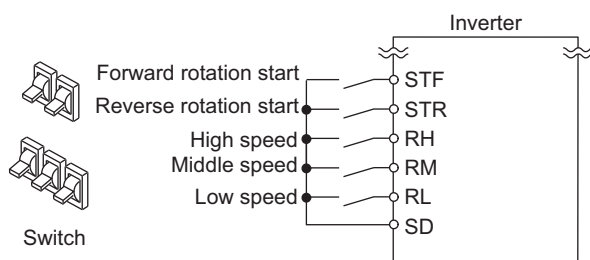 Inverter
Forward rotation start STF
Reverse rotation start STR
High speed RH
Middle speed RM
Low speed RL
SD
Switch